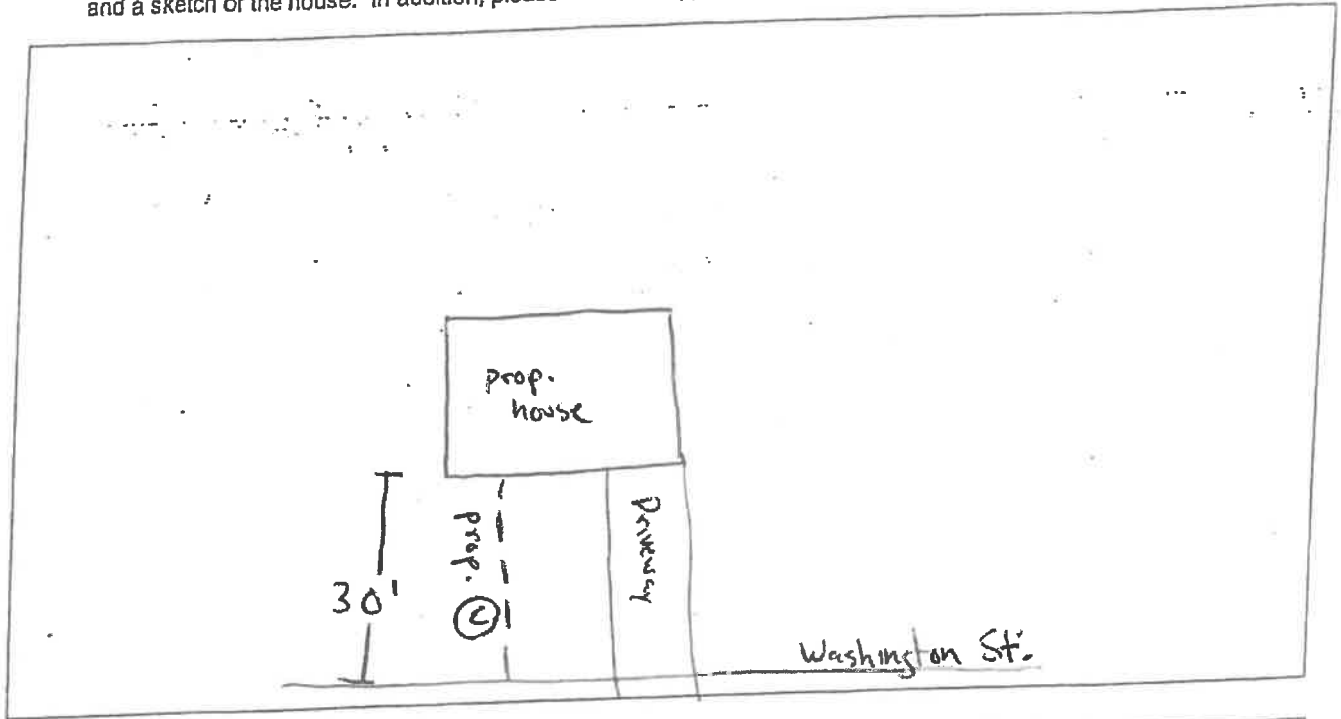 and a sketch of the house. In addition, please
prop.
house
30'
prop. ©
Driveway
Washington St.